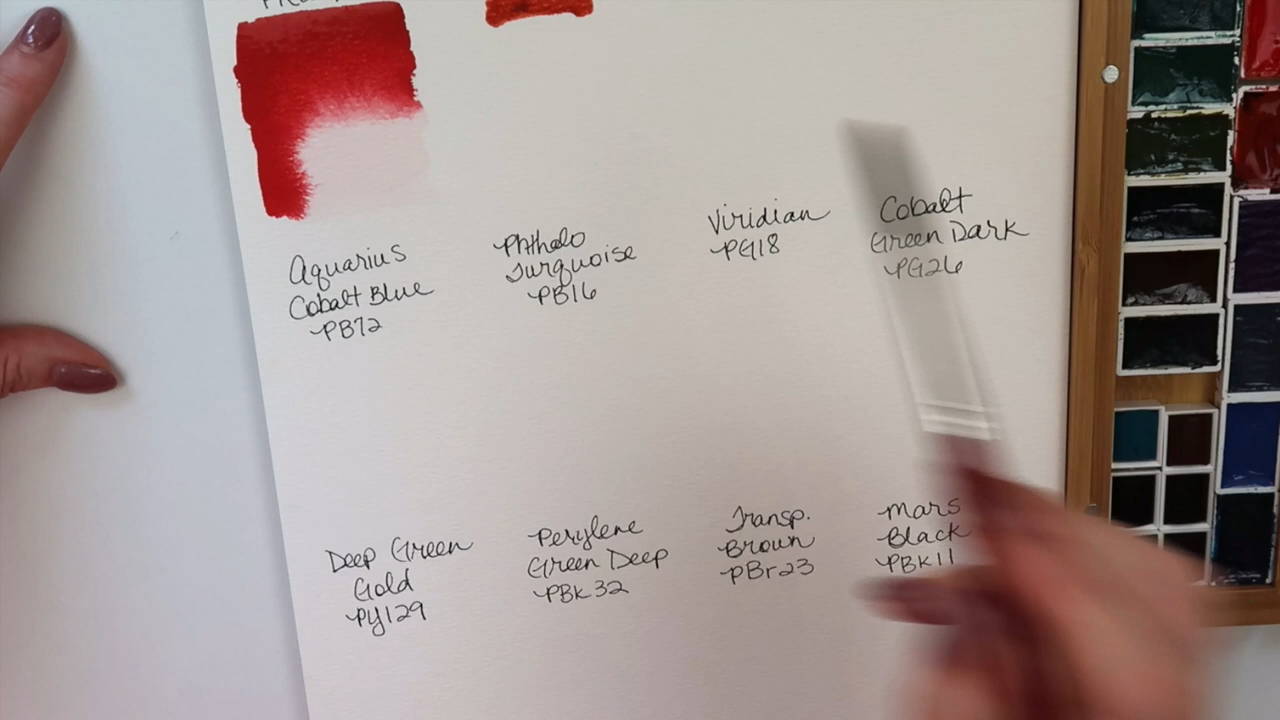 Aquarius
Cobalt Blue
PB72
Phthalo
Turquoise
PB16
Viridian
PG18
Cobalt
Green Dark
PG26
Deep Green
Gold
PY129
Perylene
Green Deep
PBk32
Transp.
Brown
PBr23
Mars
Black
PBk11